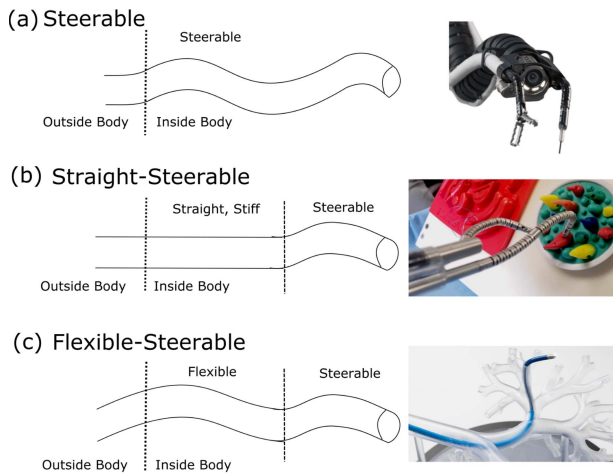 (a) Steerable
Steerable
Outside Body Inside Body
(b) Straight-Steerable
Straight, Stiff Steerable
Outside Body Inside Body
(c) Flexible-Steerable
Flexible Steerable
Outside Body Inside Body